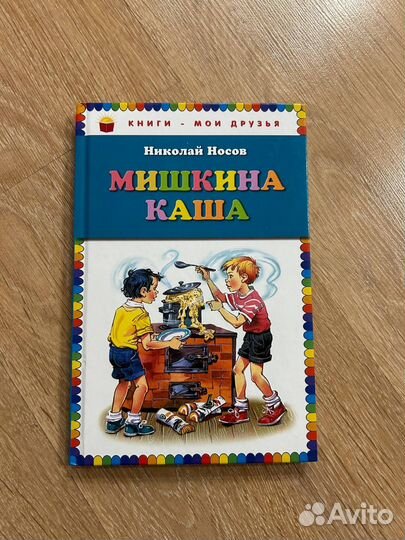 КНИГИ - МОИ ДРУЗЬЯ
Николай Носов
МИШКИНА
КАША
Avito